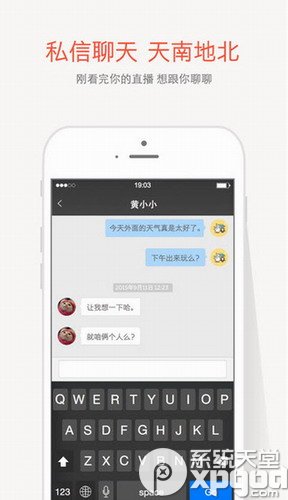 私信聊天 天南地北
刚看完你的直播 想跟你聊聊
19:03
黄小小
今天外面的天气真是太好了。
下午出来玩么？
2015年9月11日 12:23
让我想一下哈。
就咱俩个人么？
Q W E R T Y U I O P
A S D F G H J K L
Z X C V B N M
123 space GO
系统天堂
xpgod.com